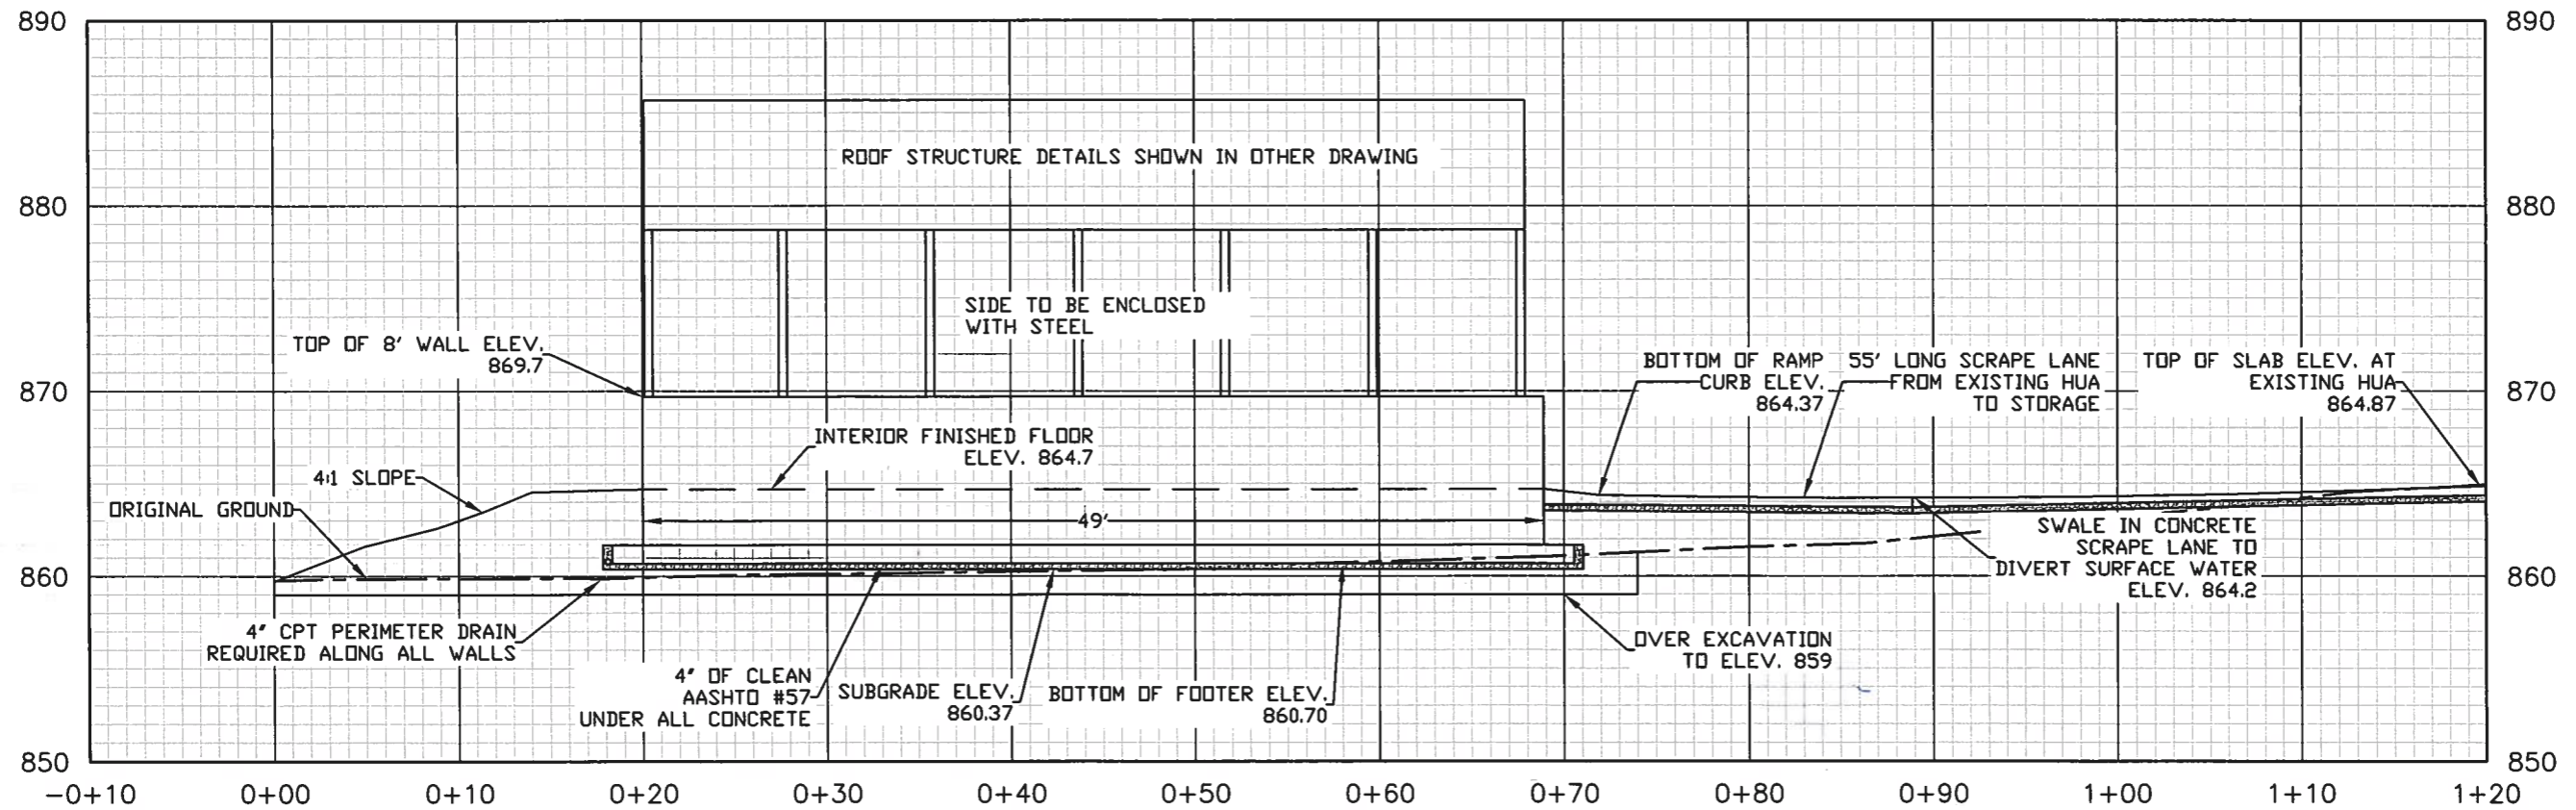 890
890
ROOF STRUCTURE DETAILS SHOWN IN OTHER DRAWING
880
880
SIDE TO BE ENCLOSED
WITH STEEL
TOP OF 8' WALL ELEV.
869.7
BOTTOM OF RAMP
CURB ELEV.
864.37
55' LONG SCRAPE LANE
FROM EXISTING HUA
TO STORAGE
TOP OF SLAB ELEV. AT
EXISTING HUA
864.87
870
870
INTERIOR FINISHED FLOOR
ELEV. 864.7
4:1 SLOPE
ORIGINAL GROUND
49'
SWALE IN CONCRETE
SCRAPE LANE TO
DIVERT SURFACE WATER
ELEV. 864.2
860
860
4" CPT PERIMETER DRAIN
REQUIRED ALONG ALL WALLS
OVER EXCAVATION
TO ELEV. 859
4" OF CLEAN
AASHTO #57
UNDER ALL CONCRETE
SUBGRADE ELEV.
860.37
BOTTOM OF FOOTER ELEV.
860.70
850
850
-0+10 0+00 0+10 0+20 0+30 0+40 0+50 0+60 0+70 0+80 0+90 1+00 1+10 1+20